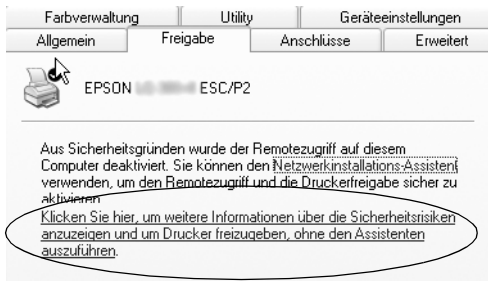 Farbverwaltung Utility Geräteeinstellungen
Allgemein Freigabe Anschlüsse Erweitert
EPSON ESC/P2
Aus Sicherheitsgründen wurde der Remotezugriff auf diesem
Computer deaktiviert. Sie können den Netzwerkinstallations-Assistent
verwenden, um den Remotezugriff und die Druckerfreigabe sicher zu
aktivieren
Klicken Sie hier, um weitere Informationen über die Sicherheitsrisiken
anzuzeigen und um Drucker freizugeben, ohne den Assistenten
auszuführen.